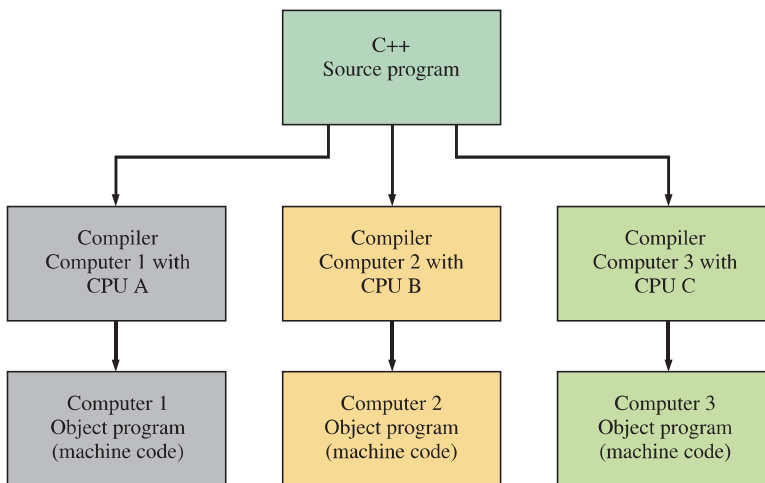 C++
Source program
Compiler
Computer 1 with
CPU A
Compiler
Computer 2 with
CPU B
Compiler
Computer 3 with
CPU C
Computer 1
Object program
(machine code)
Computer 2
Object program
(machine code)
Computer 3
Object program
(machine code)